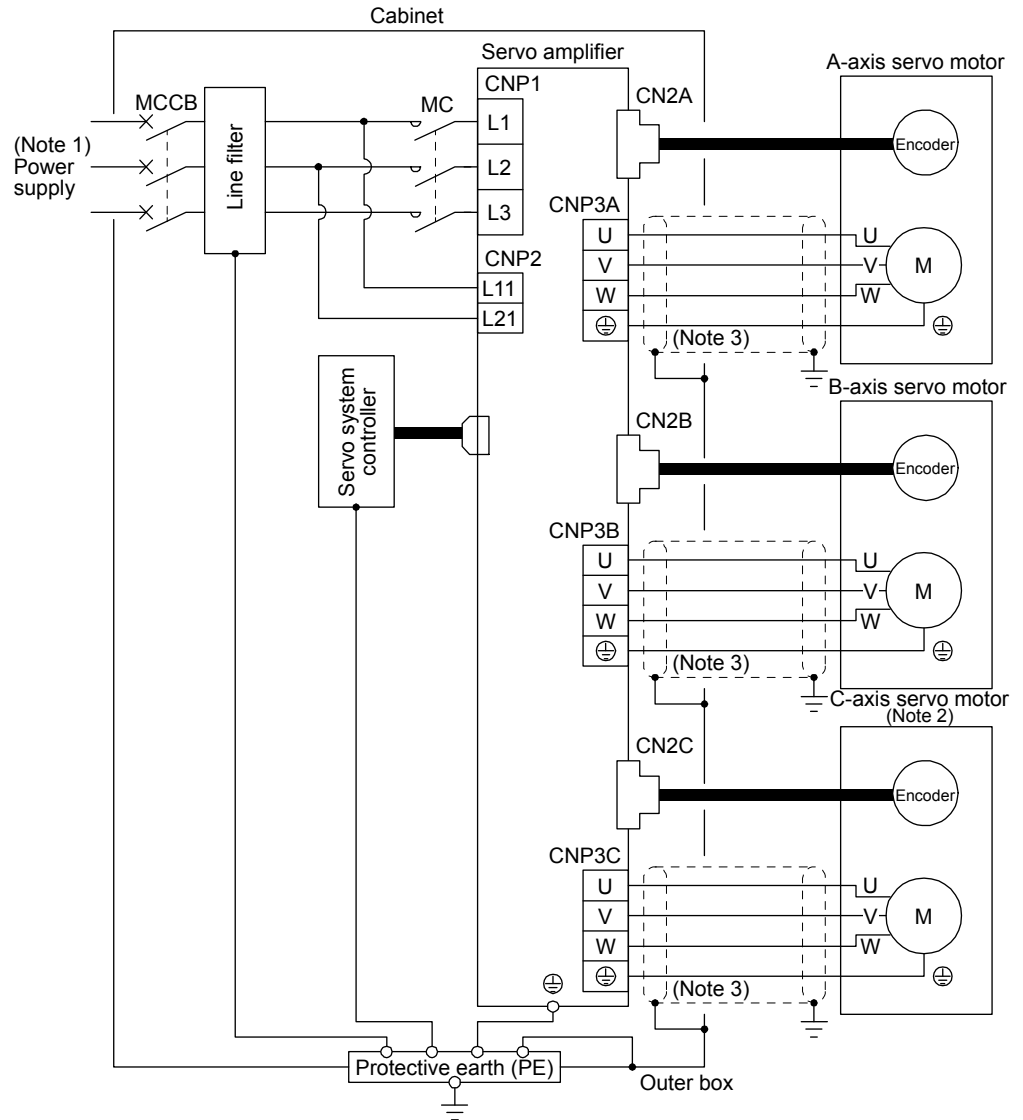 Cabinet
Servo amplifier
A-axis servo motor
CNP1
CN2A
MCCB
MC
L1
(Note 1)
Power
supply
Line filter
L2
Encoder
L3
CNP3A
U
U
V
V
M
W
W
CNP2
L11
L21
(Note 3)
Servo system
controller
B-axis servo motor
CN2B
Encoder
CNP3B
U
U
V
V
M
W
W
(Note 3)
C-axis servo motor
(Note 2)
CN2C
Encoder
CNP3C
U
U
V
V
M
W
W
(Note 3)
Protective earth (PE)
Outer box